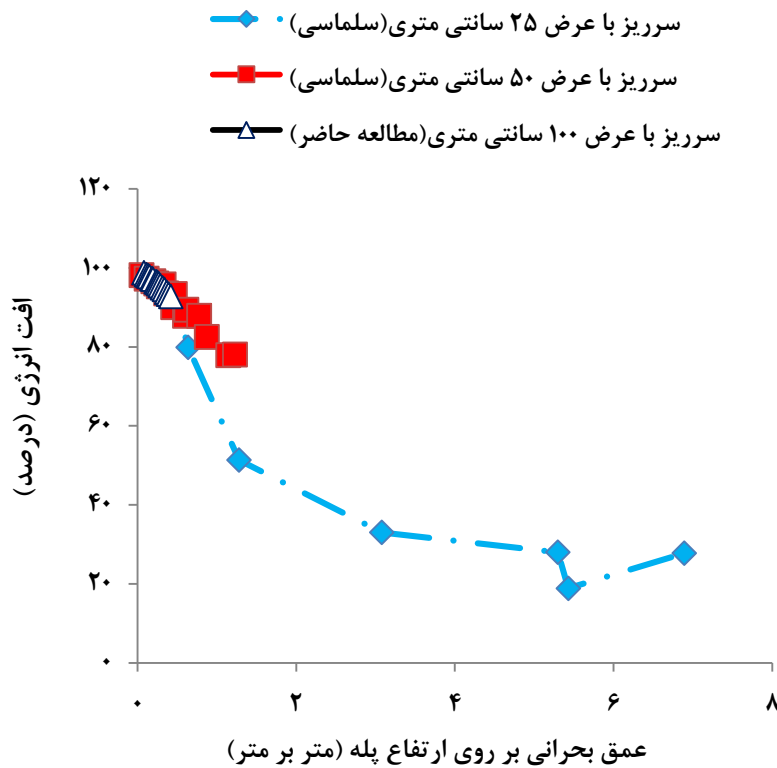 سرریز با عرض ۲۵ سانتی متری(سلماسی)
سرریز با عرض ۵۰ سانتی متری(سلماسی)
سرریز با عرض ۱۰۰ سانتی متری(مطالعه حاضر)
۱۲۰
۱۰۰
۸۰
۶۰
۴۰
۲۰
۰
افت انرژی (درصد)
۰ ۲ ۴ ۶ ۸
عمق بحرانی بر روی ارتفاع پله (متر بر متر)